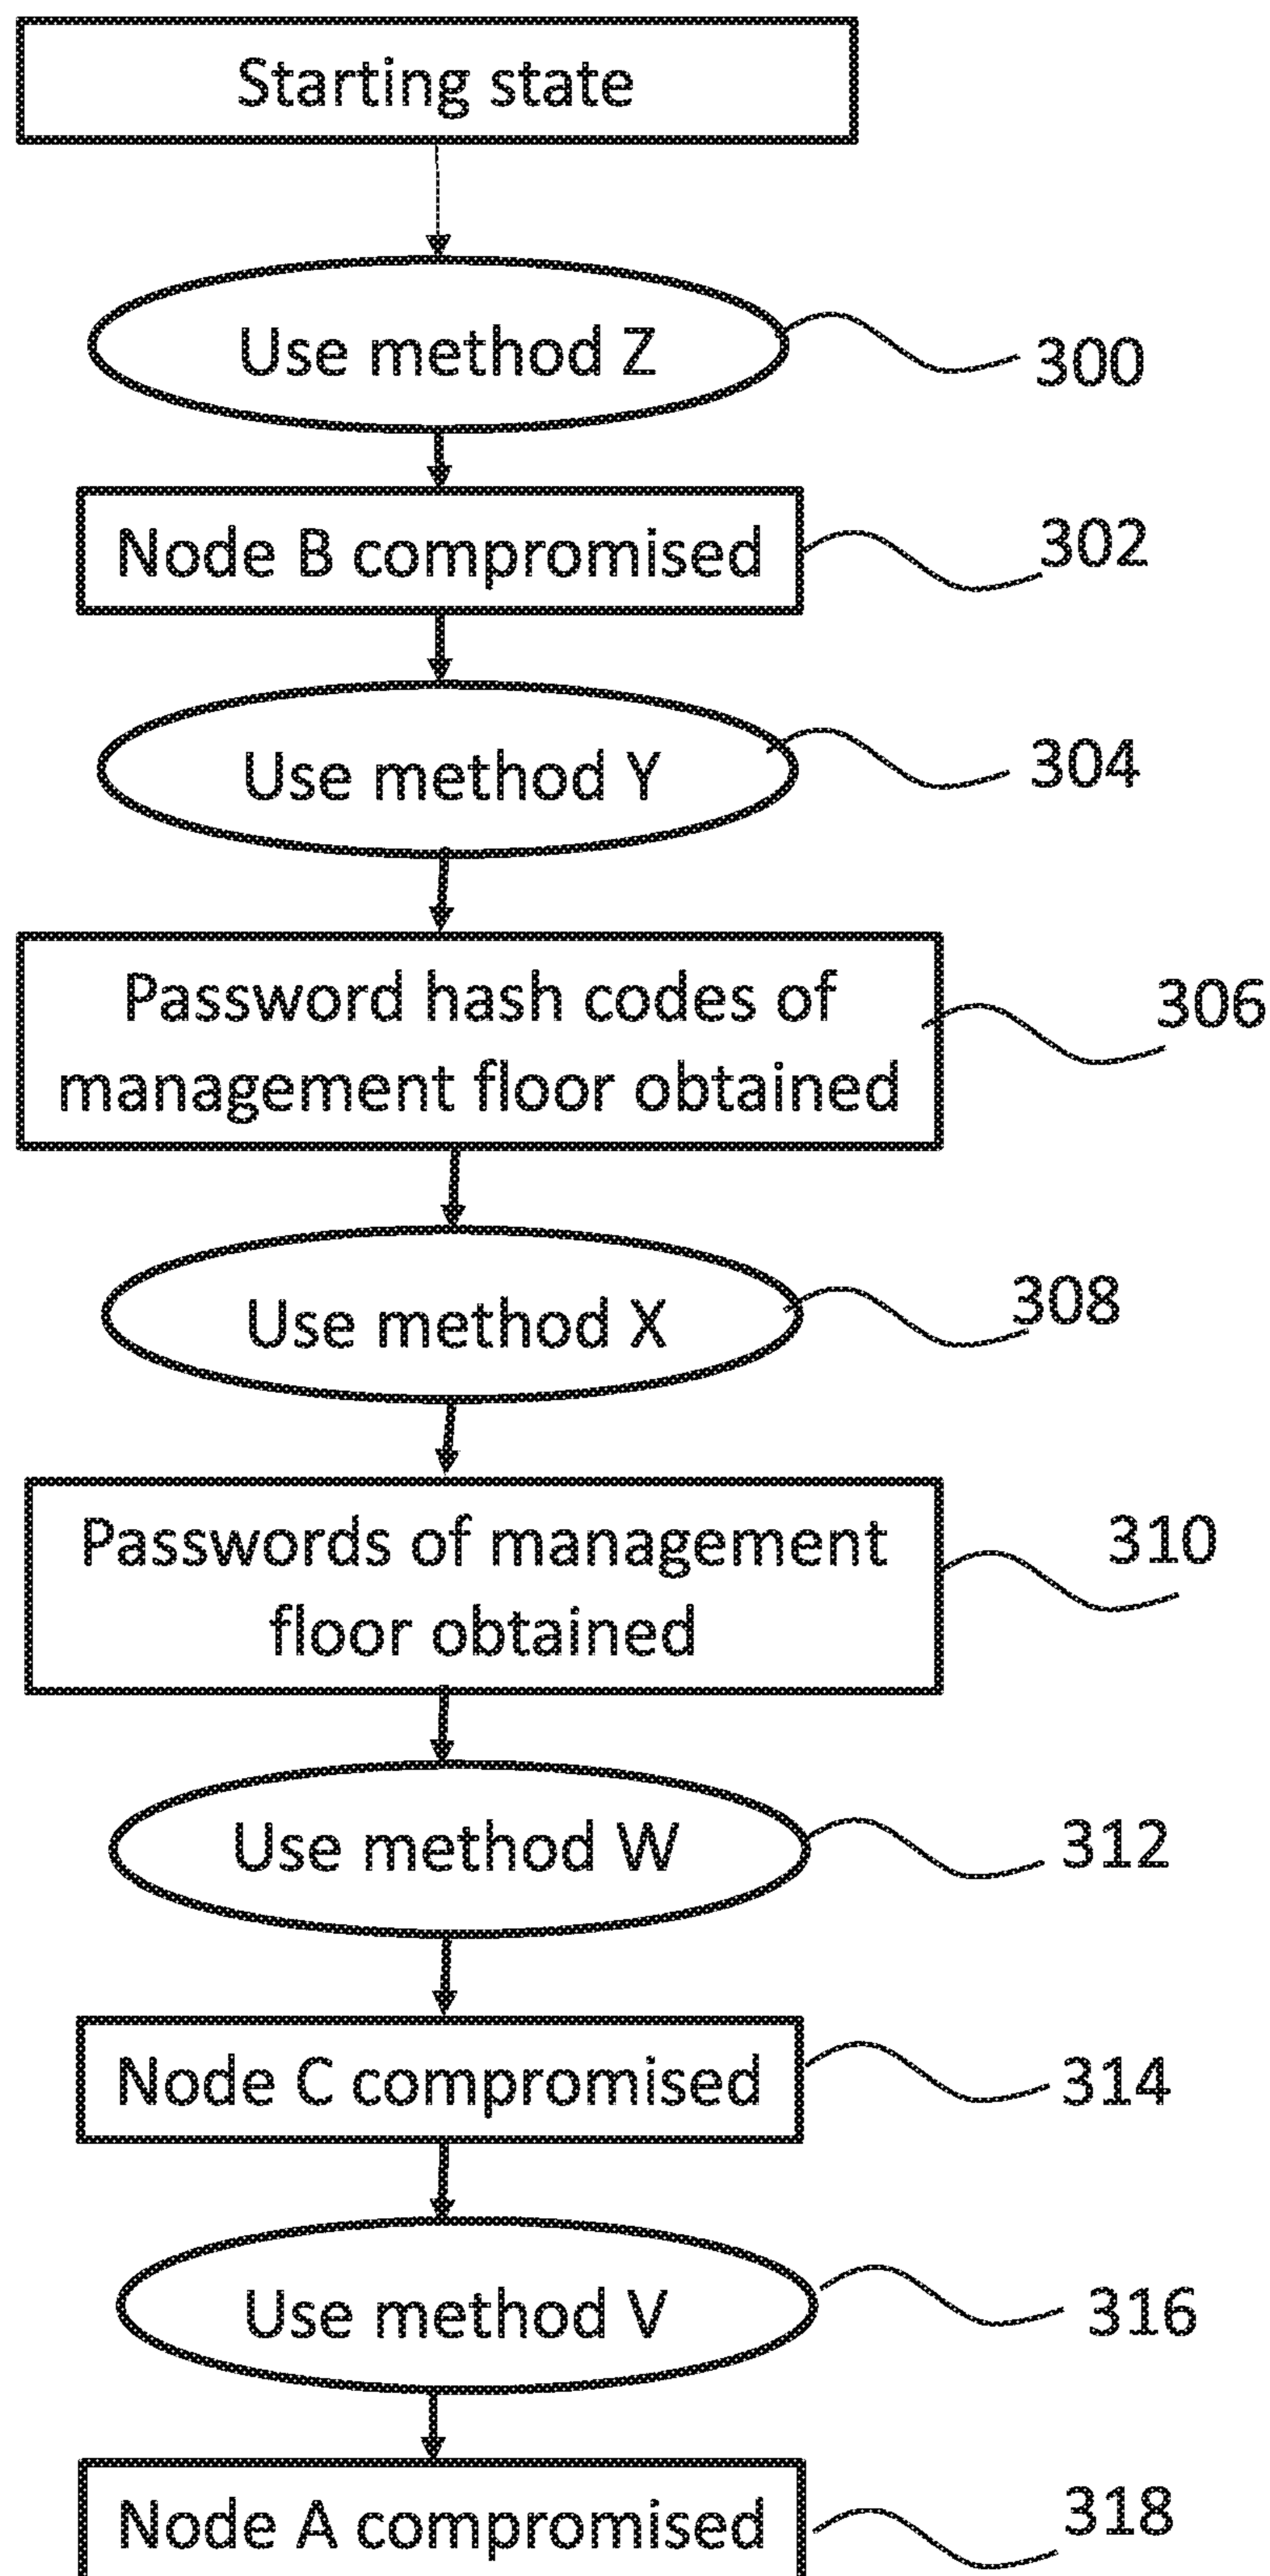 Starting state
Use method Z
300
Node B compromised
302
Use method Y
304
Password hash codes of
management floor obtained
306
Use method X
308
Passwords of management
floor obtained
310
Use method W
312
Node C compromised
314
Use method V
316
Node A compromised
318